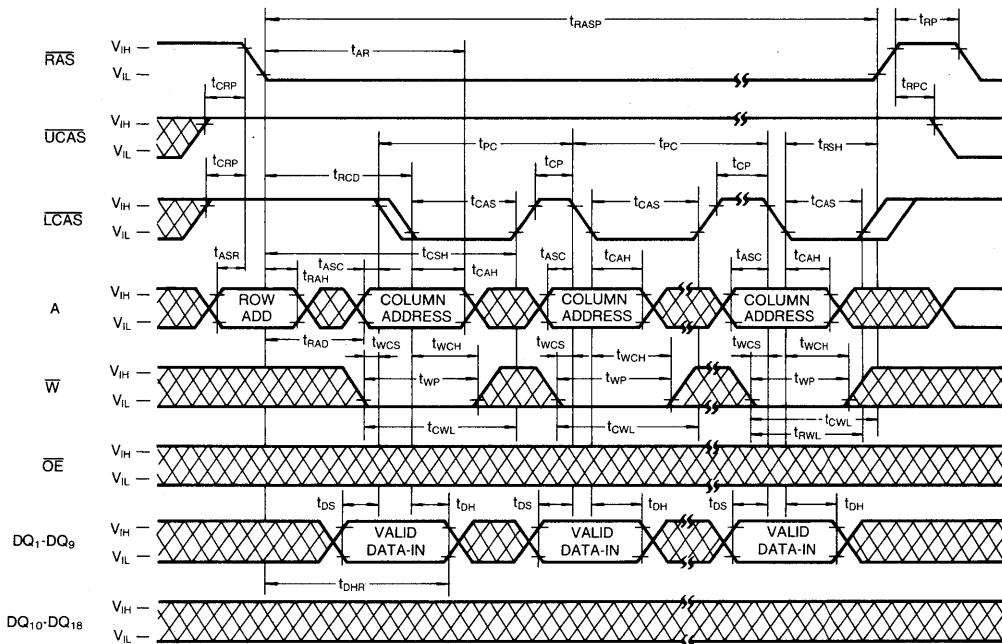 tRASP
tRP
RAS
VIH
VIL
tAR
tCRP
tRPC
UCAS
VIH
VIL
tCRP
tRCD
tPC
tCP
tPC
tCP
tRSH
LCAS
VIH
VIL
tCAS
tCAS
tCAS
tASR
tRAH
tASC
tCSH
tCAH
tASC
tCAH
tASC
tCAH
A
VIH
VIL
ROW ADD
COLUMN ADDRESS
COLUMN ADDRESS
COLUMN ADDRESS
tRAD
tWCS
tWCH
tWCS
tWCH
tWCS
tWCH
W
VIH
VIL
tWP
tWP
tWP
tCWL
tCWL
tCWL
tRWL
OE
VIH
VIL
tDS
tDH
tDS
tDH
tDS
tDH
DQ1-DQ9
VIH
VIL
VALID DATA-IN
VALID DATA-IN
VALID DATA-IN
tDHR
DQ10-DQ18
VIH
VIL